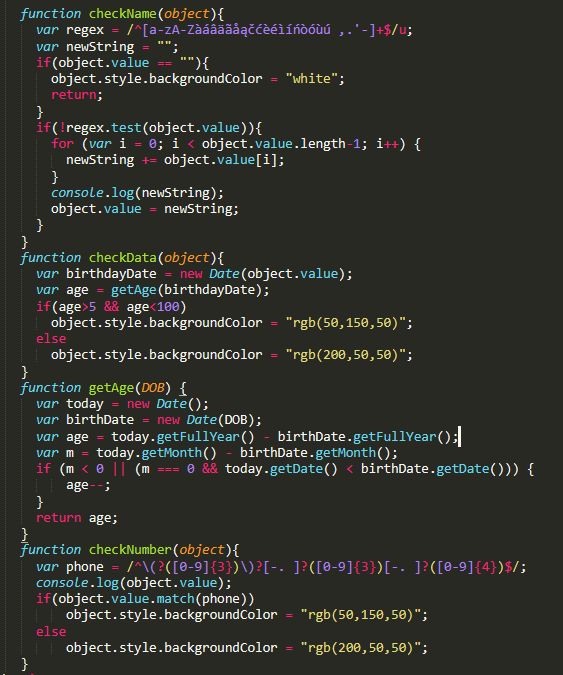 function checkName(object){
var regex = /^[a-zA-Zàáâäãåąčćèéìíńòóùú ,.'-]+$/u;
var newString = "";
if(object.value == ""){
object.style.backgroundColor = "white";
return;
}
if(!regex.test(object.value)){
for (var i = 0; i < object.value.length-1; i++) {
newString += object.value[i];
}
console.log(newString);
object.value = newString;
}
}
function checkData(object){
var birthdayDate = new Date(object.value);
var age = getAge(birthdayDate);
if(age>5 && age<100)
object.style.backgroundColor = "rgb(50,150,50)";
else
object.style.backgroundColor = "rgb(200,50,50)";
}
function getAge(DOB) {
var today = new Date();
var birthDate = new Date(DOB);
var age = today.getFullYear() - birthDate.getFullYear();
var m = today.getMonth() - birthDate.getMonth();
if (m < 0 || (m === 0 && today.getDate() < birthDate.getDate())) {
age--;
}
return age;
}
function checkNumber(object){
var phone = /^\(?([0-9]{3})\)?[-. ]?([0-9]{3})[-. ]?([0-9]{4})$/;
console.log(object.value);
if(object.value.match(phone))
object.style.backgroundColor = "rgb(50,150,50)";
else
object.style.backgroundColor = "rgb(200,50,50)";
}